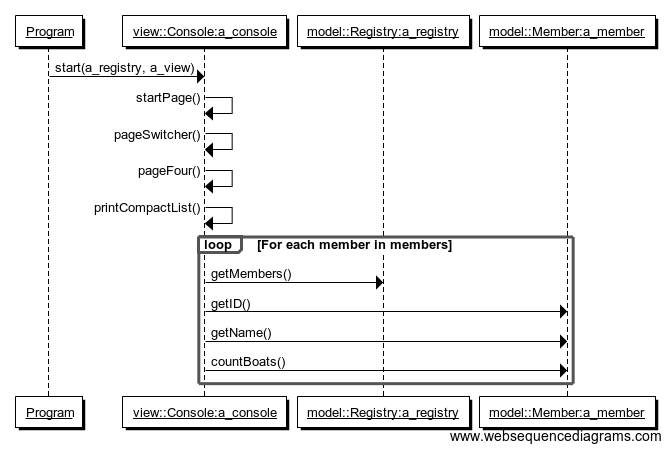 Program view::Console:a_console model::Registry:a_registry model::Member:a_member
start(a_registry, a_view)
startPage()
pageSwitcher()
pageFour()
printCompactList()
loop [For each member in members]
getMembers()
getID()
getName()
countBoats()
Program view::Console:a_console model::Registry:a_registry model::Member:a_member
www.websequencediagrams.com